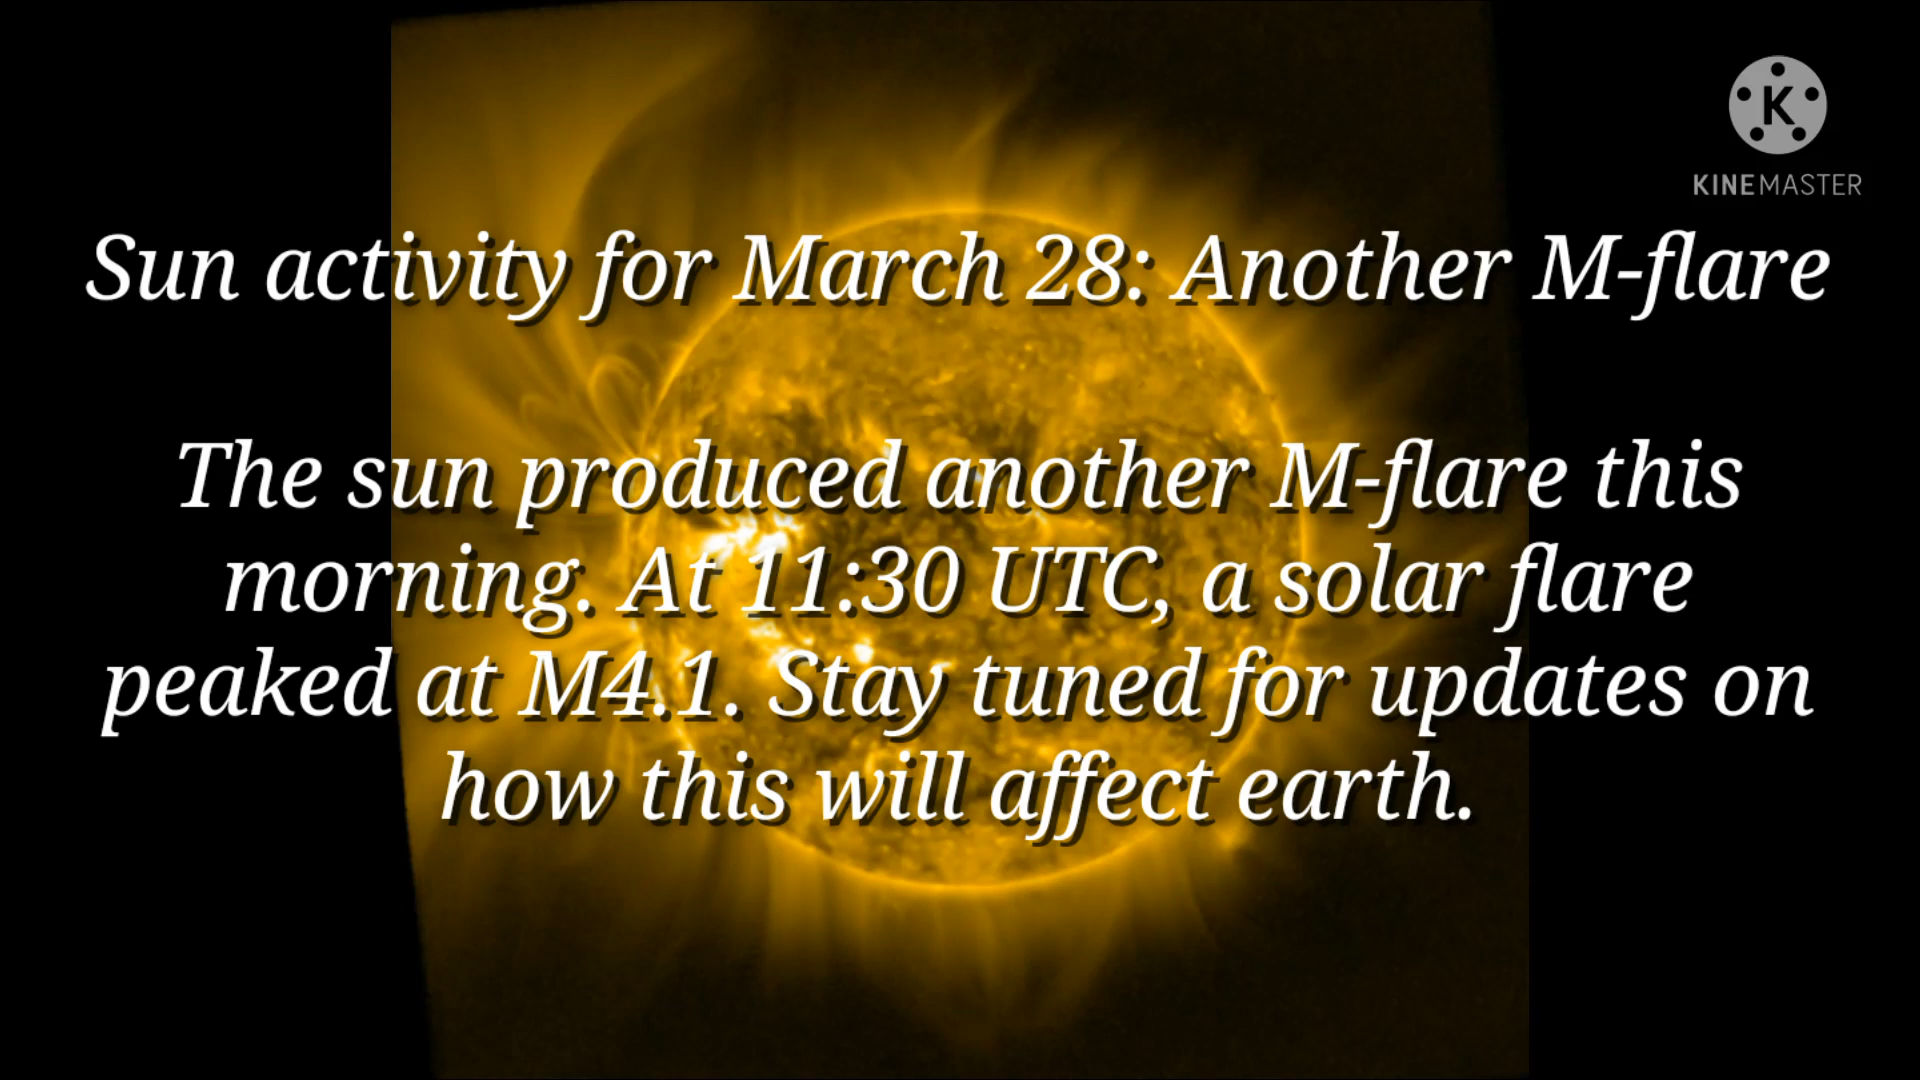 K
KINEMASTER
Sun activity for March 28: Another M-flare
The sun produced another M-flare this
morning. At 11:30 UTC, a solar flare
peaked at M4.1. Stay tuned for updates on
how this will affect earth.